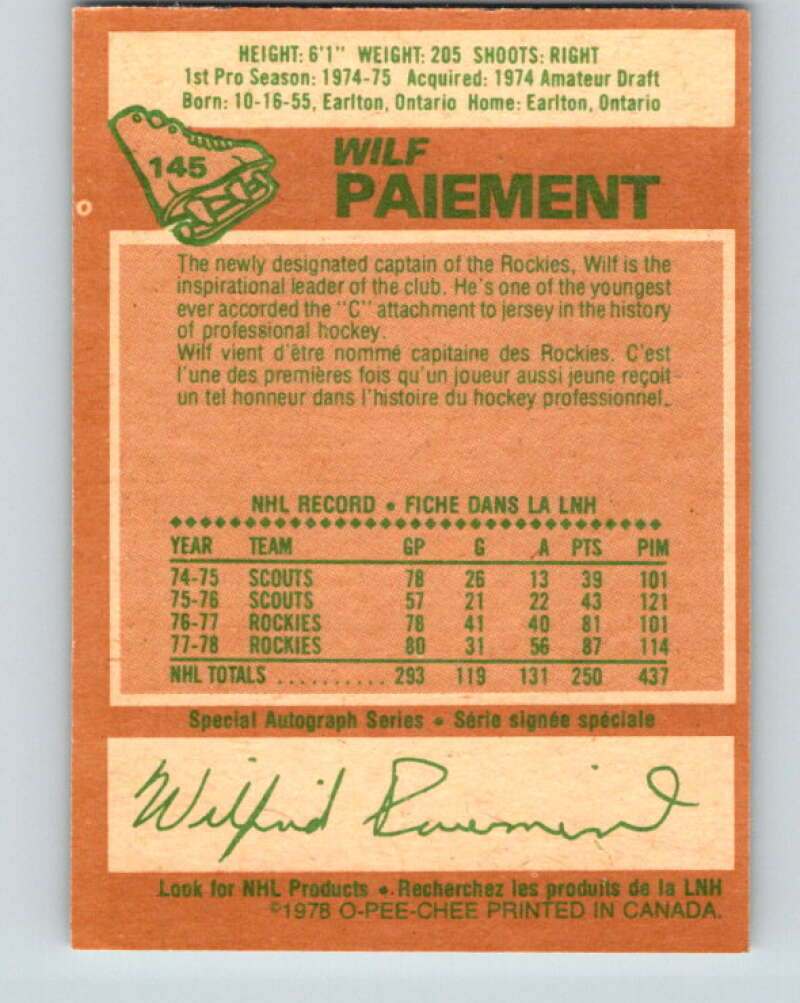 HEIGHT: 6'1" WEIGHT: 205 SHOOTS: RIGHT
1st Pro Season: 1974-75 Acquired: 1974 Amateur Draft
Born: 10-16-55, Earlton, Ontario Home: Earlton, Ontario
145
WILF
PAIEMENT
The newly designated captain of the Rockies, Wilf is the
inspirational leader of the club. He's one of the youngest
ever accorded the "C" attachment to jersey in the history
of professional hockey.
Wilf vient d'être nommé capitaine des Rockies. C'est
l'une des premières fois qu'un joueur aussi jeune reçoit
un tel honneur dans l'histoire du hockey professionnel.
NHL RECORD • FICHE DANS LA LNH
YEAR TEAM GP G A PTS PIM
74-75 SCOUTS 78 26 13 39 101
75-76 SCOUTS 57 21 22 43 121
76-77 ROCKIES 78 41 40 81 101
77-78 ROCKIES 80 31 56 87 114
NHL TOTALS .......... 293 119 131 250 437
Special Autograph Series • Série signée spéciale
Wilfrid Paiement
Look for NHL Products • Recherchez les produits de la LNH
©1978 O-PEE-CHEE PRINTED IN CANADA.